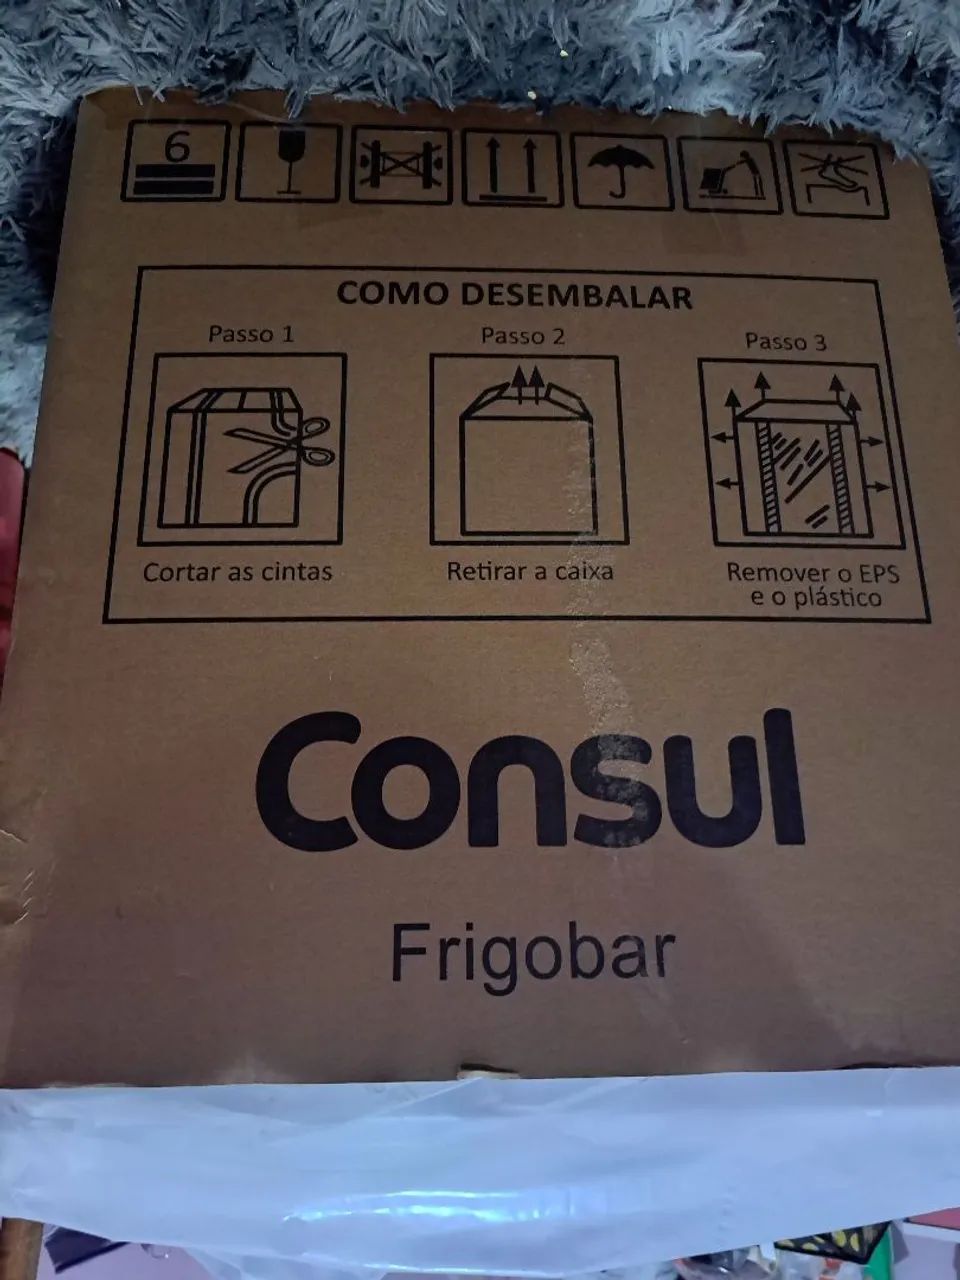 6
COMO DESEMBALAR
Passo 1
Passo 2
Passo 3
Cortar as cintas
Retirar a caixa
Remover o EPS
e o plástico
Consul
Frigobar